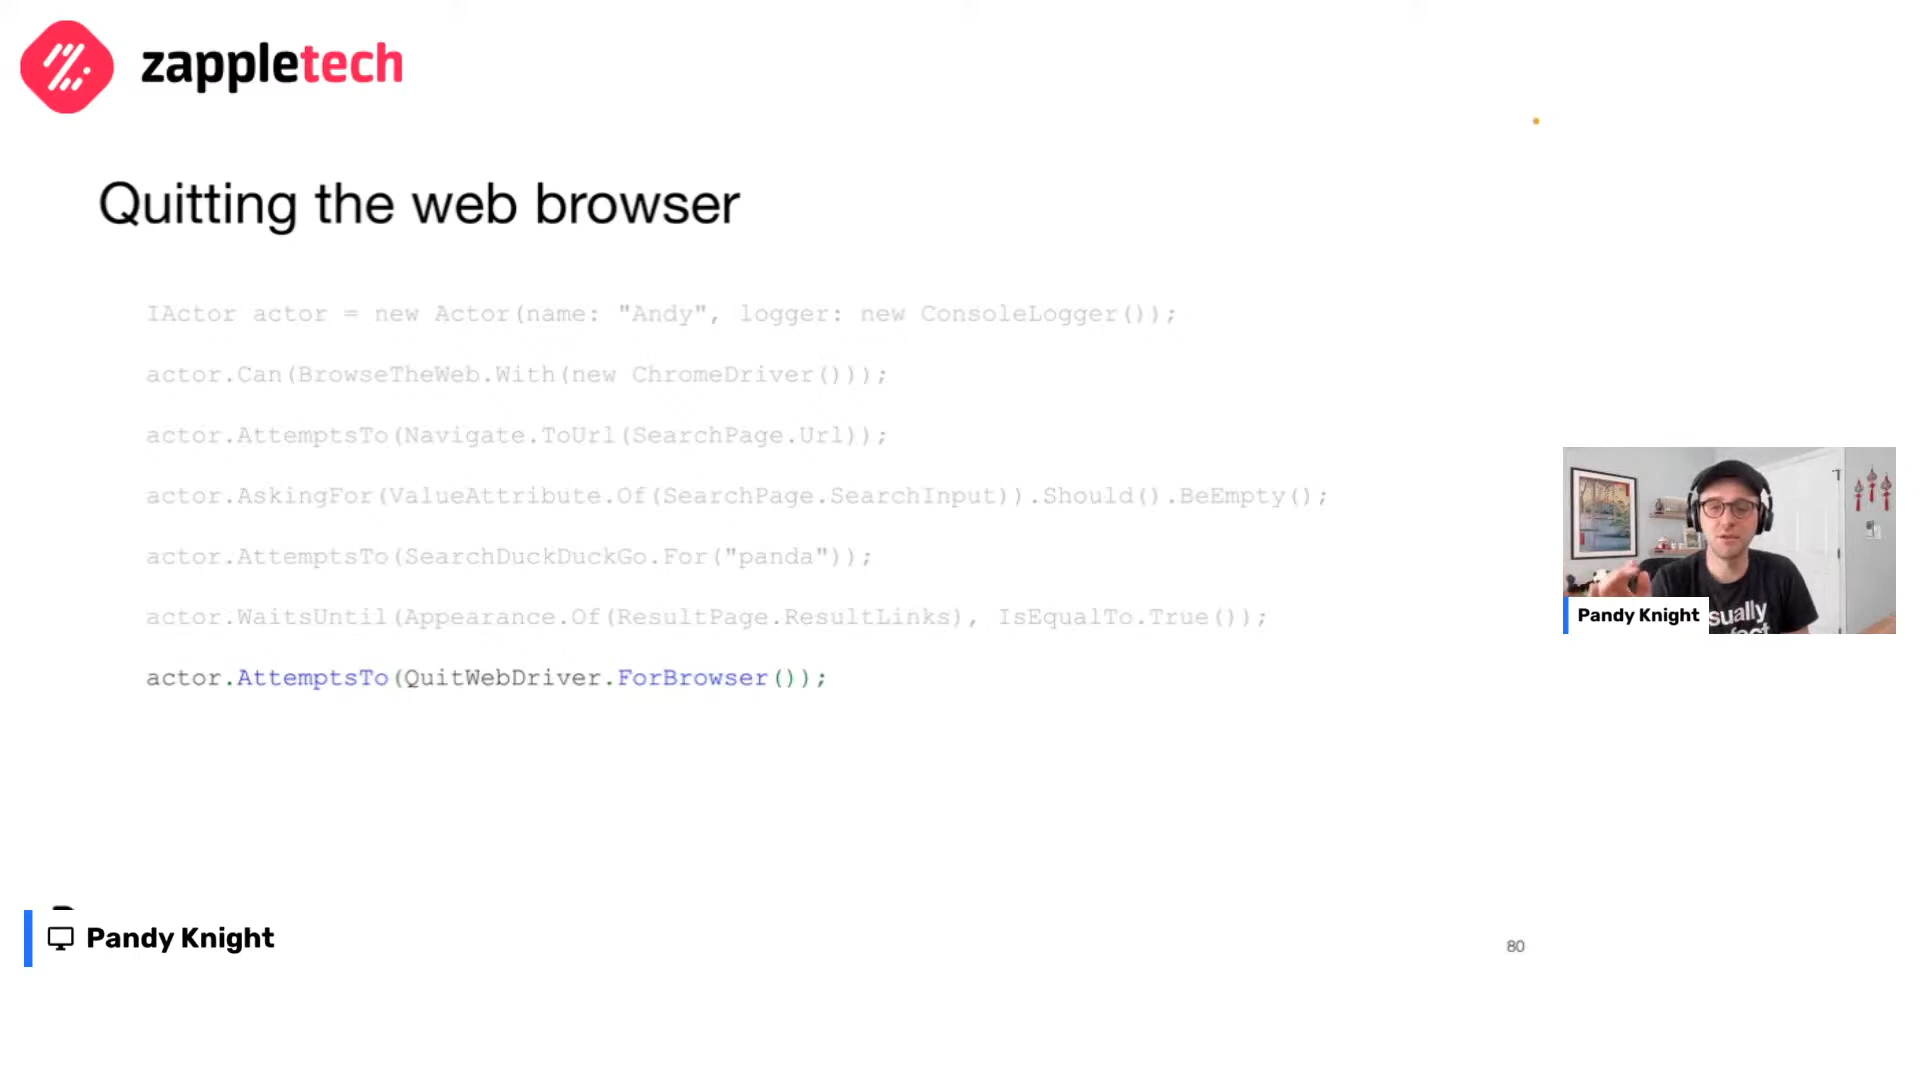 zappletech
Quitting the web browser
IActor actor = new Actor(name: "Andy", logger: new ConsoleLogger());
actor.Can(BrowseTheWeb.With(new ChromeDriver()));
actor.AttemptsTo(Navigate.ToUrl(SearchPage.Url));
actor.AskingFor(ValueAttribute.Of(SearchPage.SearchInput)).Should().BeEmpty();
actor.AttemptsTo(SearchDuckDuckGo.For("panda"));
actor.WaitsUntil(Appearance.Of(ResultPage.ResultLinks), IsEqualTo.True());
actor.AttemptsTo(QuitWebDriver.ForBrowser());
Pandy Knight
80
Pandy Knight